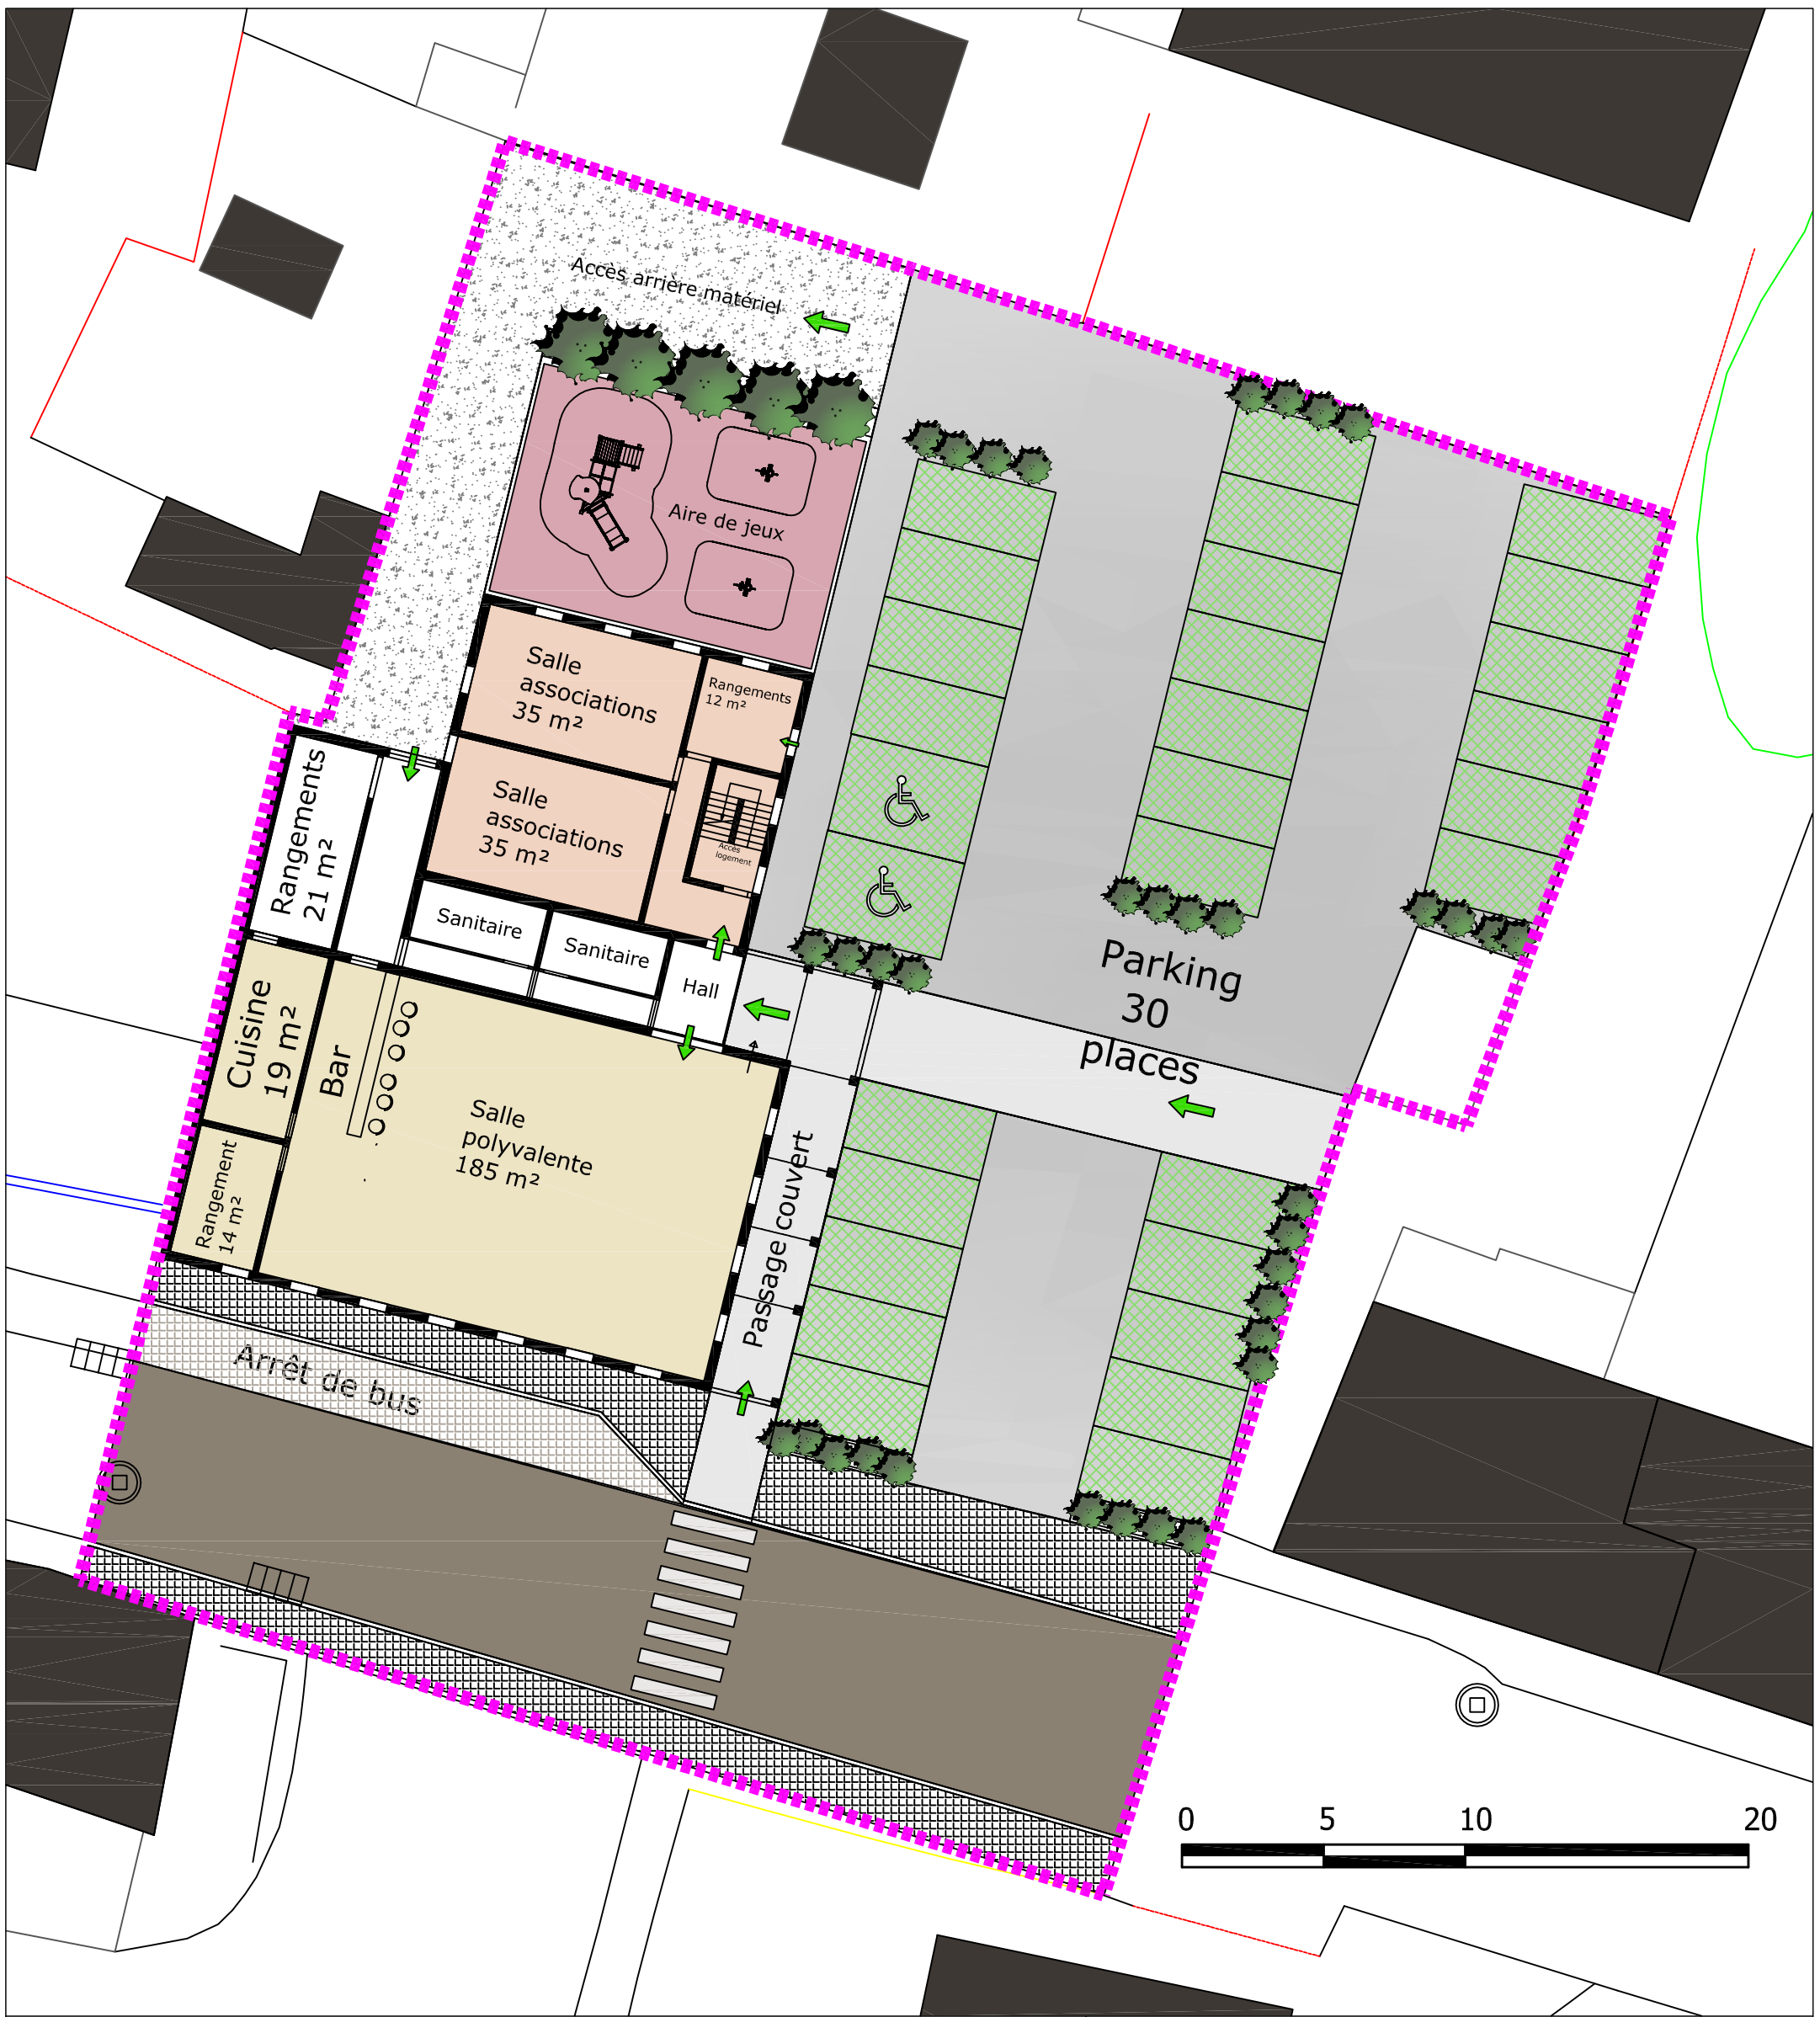 Accès arrière matériel
Aire de jeux
Salle
associations
35 m²
Rangements
12 m²
Rangements
21 m²
Salle
associations
35 m²
Accès
logement
Sanitaire
Sanitaire
Hall
Parking
30
places
Cuisine
19 m²
Bar
Salle
polyvalente
185 m²
Rangement
14 m²
Passage couvert
Arrêt de bus
0 5 10 20